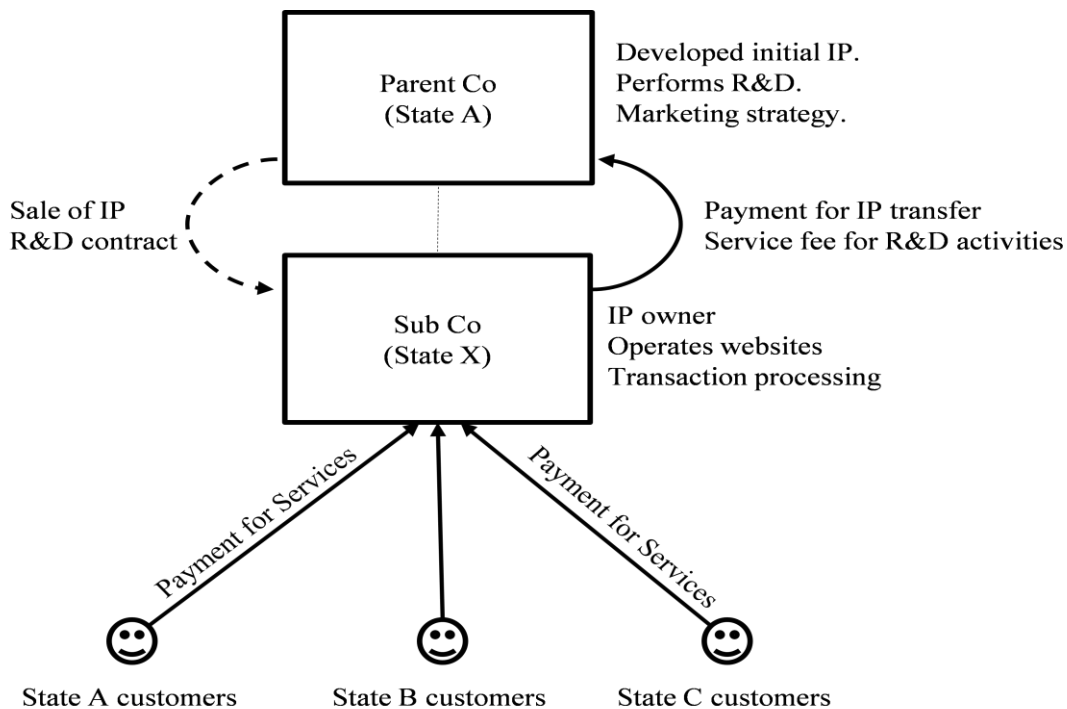 Parent Co
(State A)
Developed initial IP.
Performs R&D.
Marketing strategy.
Sale of IP
R&D contract
Payment for IP transfer
Service fee for R&D activities
Sub Co
(State X)
IP owner
Operates websites
Transaction processing
Payment for Services
Payment for Services
State A customers
State B customers
State C customers